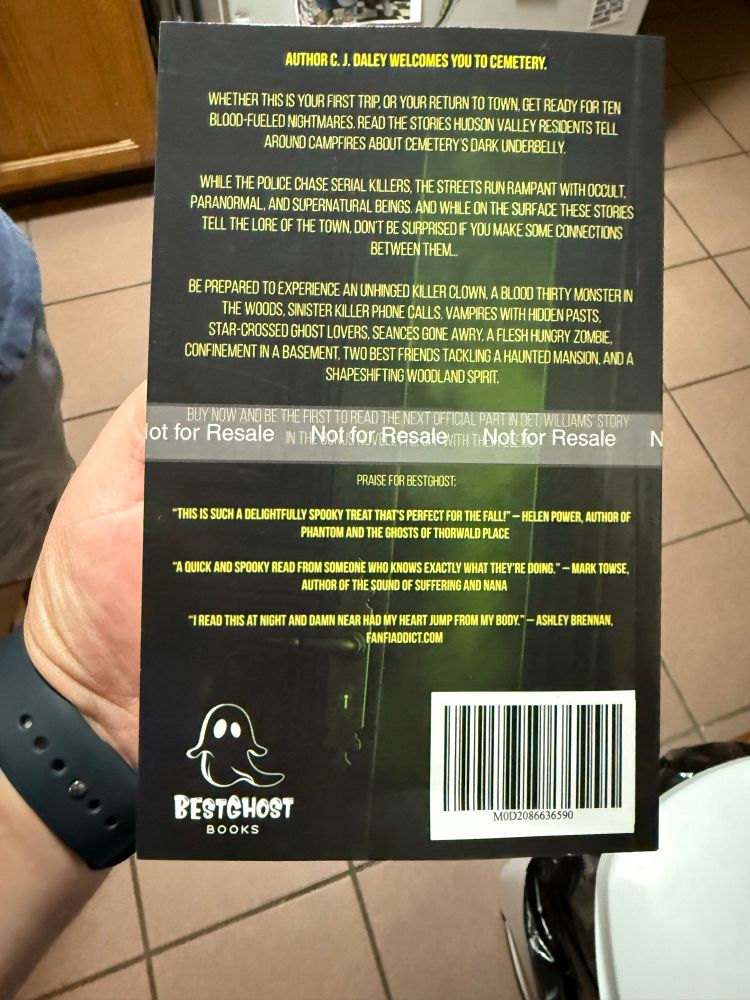 AUTHOR C. J. DALEY WELCOMES YOU TO CEMETERY.
WHETHER THIS IS YOUR FIRST TRIP, OR YOUR RETURN TO TOWN, GET READY FOR TEN
BLOOD-FUELED NIGHTMARES. READ THE STORIES HUDSON VALLEY RESIDENTS TELL
AROUND CAMPFIRES ABOUT CEMETERY'S DARK UNDERBELLY.
WHILE THE POLICE CHASE SERIAL KILLERS, THE STREETS RUN RAMPANT WITH OCCULT,
PARANORMAL, AND SUPERNATURAL BEINGS. AND WHILE ON THE SURFACE THESE STORIES
TELL THE LORE OF THE TOWN, DON'T BE SURPRISED IF YOU MAKE SOME CONNECTIONS
BETWEEN THEM...
BE PREPARED TO EXPERIENCE AN UNHINGED KILLER CLOWN, A BLOOD THIRTY MONSTER IN
THE WOODS, SINISTER KILLER PHONE CALLS, VAMPIRES WITH HIDDEN PASTS,
STAR-CROSSED GHOST LOVERS, SEANCES GONE AWRY, A FLESH HUNGRY ZOMBIE,
CONFINEMENT IN A BASEMENT, TWO BEST FRIENDS TACKLING A HAUNTED MANSION, AND A
SHAPESHIFTING WOODLAND SPIRIT.
BUY NOW AND BE THE FIRST TO READ THE NEXT OFFICIAL PART IN DET. WILLIAMS' STORY
IN THE BONUS WITH THE
Not for Resale Not for Resale Not for Resale
PRAISE FOR BESTGHOST:
"THIS IS SUCH A DELIGHTFULLY SPOOKY TREAT THAT'S PERFECT FOR THE FALL!" – HELEN POWER, AUTHOR OF
PHANTOM AND THE GHOSTS OF THORWALD PLACE
"A QUICK AND SPOOKY READ FROM SOMEONE WHO KNOWS EXACTLY WHAT THEY'RE DOING." – MARK TOWSE,
AUTHOR OF THE SOUND OF SUFFERING AND NANA
"I READ THIS AT NIGHT AND DAMN NEAR HAD MY HEART JUMP FROM MY BODY." – ASHLEY BRENNAN,
FANFIADDICT.COM
BESTGHOST
BOOKS
M0D2086636590